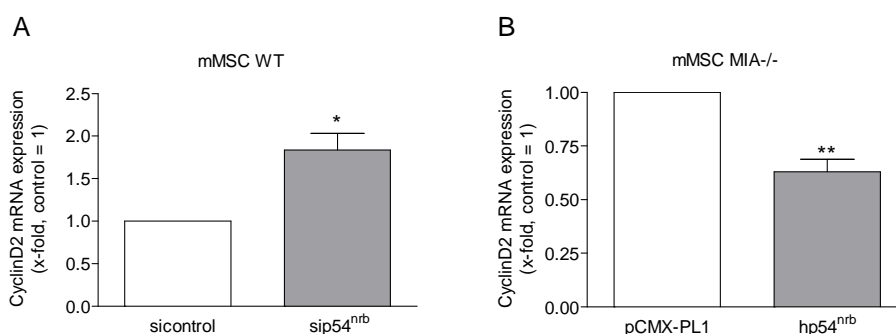 A
mMSC WT
CyclinD2 mRNA expression
(x-fold, control = 1)
2.5
2.0
1.5
1.0
0.5
0.0
*
sicontrol
sip54nrb
B
mMSC MIA-/-
CyclinD2 mRNA expression
(x-fold, control = 1)
1.00
0.75
0.50
0.25
0.00
**
pCMX-PL1
hp54nrb